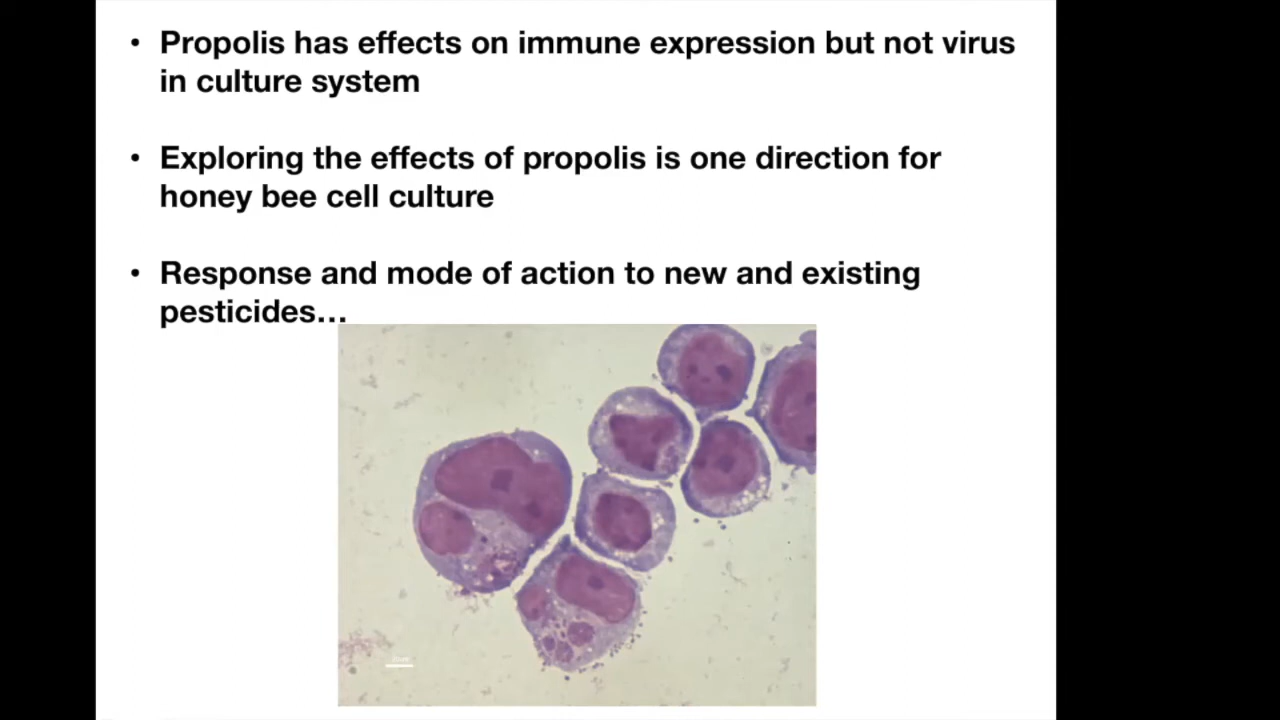 • Propolis has effects on immune expression but not virus
in culture system
• Exploring the effects of propolis is one direction for
honey bee cell culture
• Response and mode of action to new and existing
pesticides…